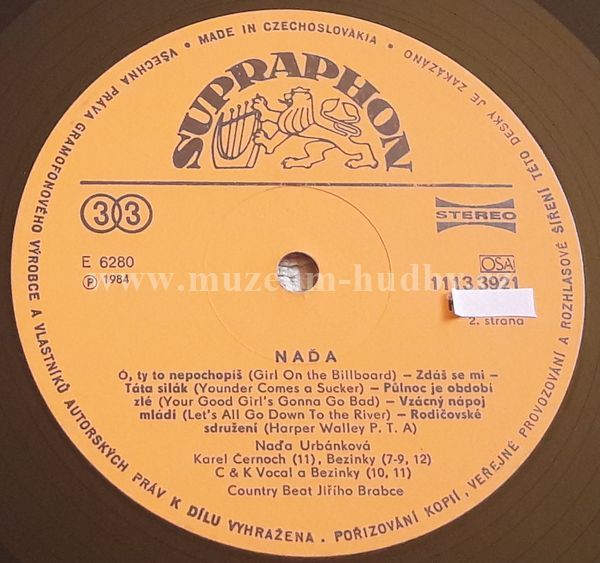 VŠECHNA PRÁVA GRAMOFONOVÉHO VÝROBCE A VLASTNÍKŮ AUTORSKÝCH PRÁV K DÍLU VYHRAŽENA. POŘIZOVÁNÍ KOPIÍ, VEŘEJNÉ PROVOZOVÁNÍ A ROZHLASOVÉ ŠÍŘENÍ TÉTO DESKY JE ZAKÁZÁNO • MADE IN CZECHOSLOVAKIA •
SUPRAPHON
33
STEREO
E 6280
OSA
Ⓟ 1984
1113 3921
www.muzeum-hudby
2. strana
NAĎA
Ó, ty to nepochopíš (Girl On the Billboard) – Zdáš se mi –
Táta silák (Younder Comes a Sucker) – Půlnoc je období
zlé (Your Good Girl's Gonna Go Bad) – Vzácný nápoj
mládí (Let's All Go Down To the River) – Rodičovské
sdružení (Harper Walley P. T. A)
Naďa Urbánková
Karel Černoch (11), Bezinky (7-9, 12)
C & K Vocal a Bezinky (10, 11)
Country Beat Jiřího Brabce